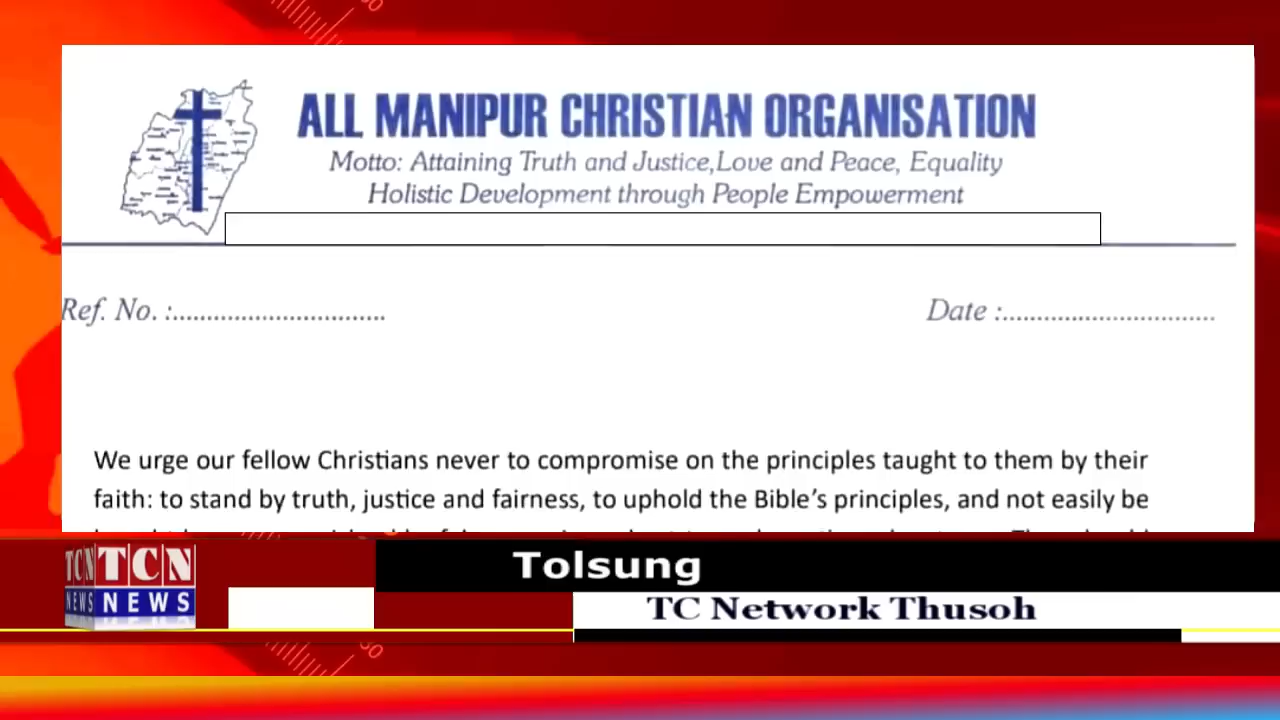 ALL MANIPUR CHRISTIAN ORGANISATION
Motto: Attaining Truth and Justice,Love and Peace, Equality
Holistic Development through People Empowerment
Ref. No. :................................
Date :................................
We urge our fellow Christians never to compromise on the principles taught to them by their
faith: to stand by truth, justice and fairness, to uphold the Bible’s principles, and not easily be
TCN TCN
NEWS NEWS
Tolsung
TC Network Thusoh